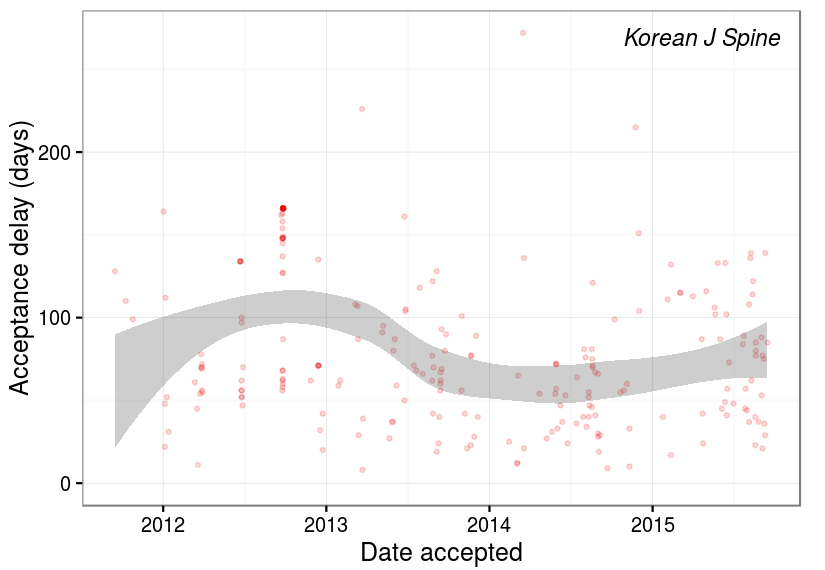 Korean J Spine
Acceptance delay (days)
200
100
0
2012 2013 2014 2015
Date accepted